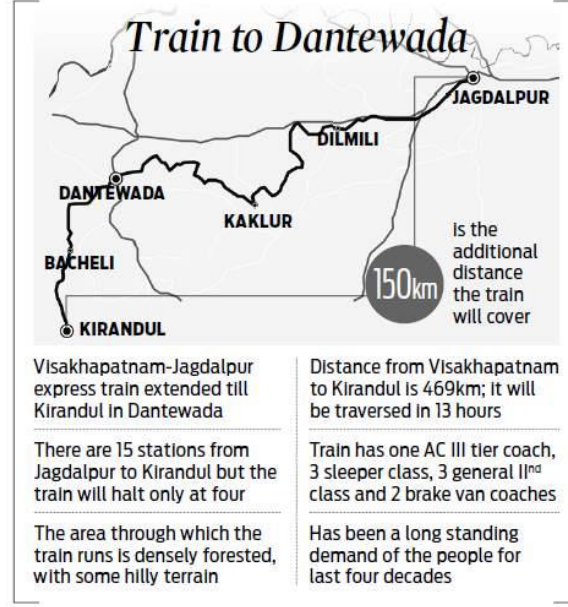 Train to Dantewada
JAGDALPUR
DILMILI
DANTEWADA
KAKLUR
BACHELI
KIRANDUL
150km
is the
additional
distance
the train
will cover
Visakhapatnam-Jagdalpur
express train extended till
Kirandul in Dantewada
Distance from Visakhapatnam
to Kirandul is 469km; it will
be traversed in 13 hours
There are 15 stations from
Jagdalpur to Kirandul but the
train will halt only at four
Train has one AC III tier coach,
3 sleeper class, 3 general IInd
class and 2 brake van coaches
The area through which the
train runs is densely forested,
with some hilly terrain
Has been a long standing
demand of the people for
last four decades